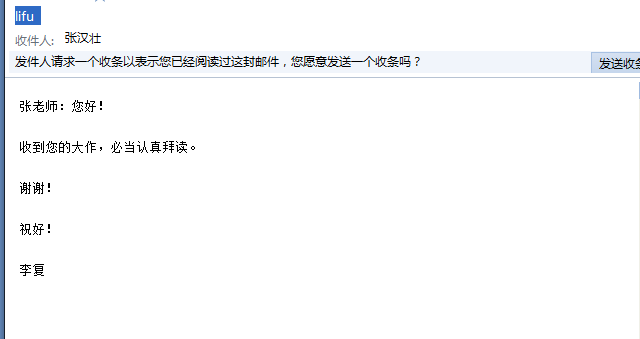 lifu
收件人: 张汉壮
发件人请求一个收条以表示您已经阅读过这封邮件，您愿意发送一个收条吗？ 发送收条
张老师：您好！
收到您的大作，必当认真拜读。
谢谢！
祝好！
李复